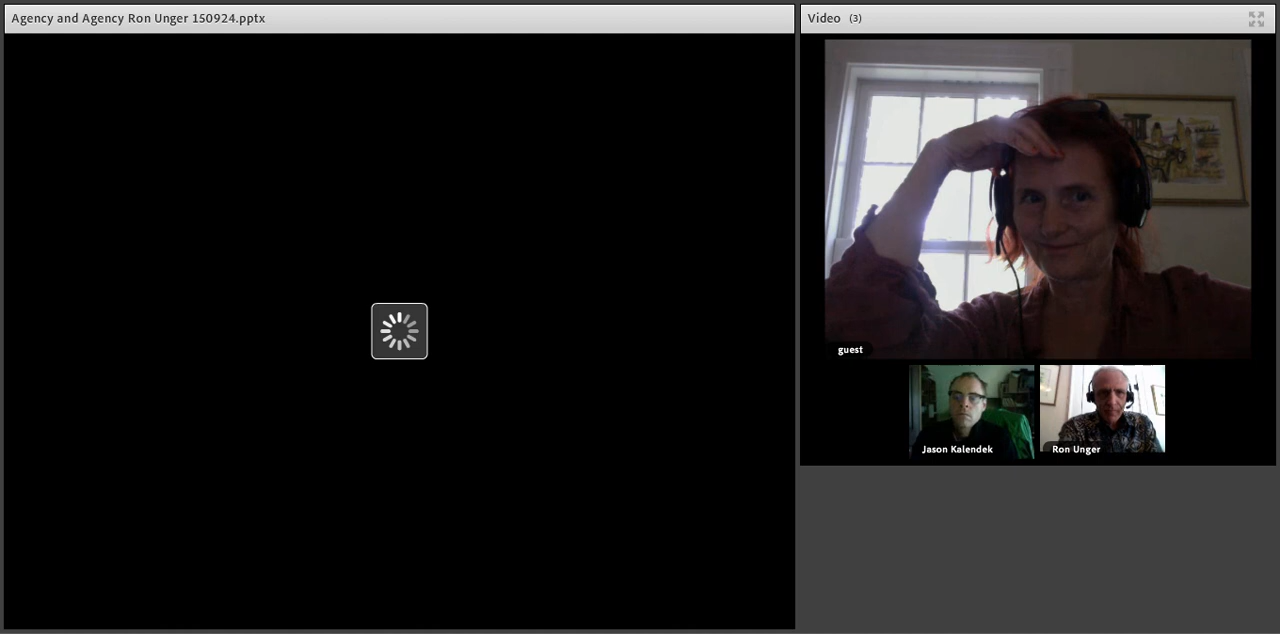 Agency and Agency Ron Unger 150924.pptx
Video (3)
guest
Jason Kalendek
Ron Unger